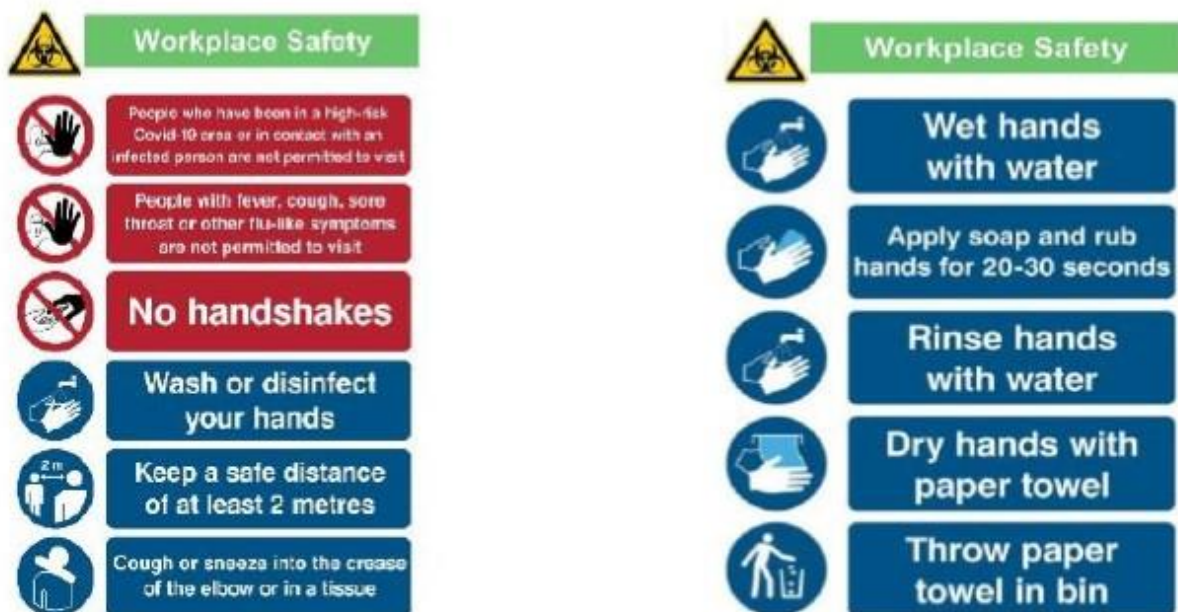 Workplace Safety
People who have been in a high-risk
Covid-19 area or in contact with an
infected person are not permitted to visit
People with fever, cough, sore
throat or other flu-like symptoms
are not permitted to visit
No handshakes
Wash or disinfect
your hands
2 m
Keep a safe distance
of at least 2 metres
Cough or sneeze into the crease
of the elbow or in a tissue
Workplace Safety
Wet hands
with water
Apply soap and rub
hands for 20-30 seconds
Rinse hands
with water
Dry hands with
paper towel
Throw paper
towel in bin